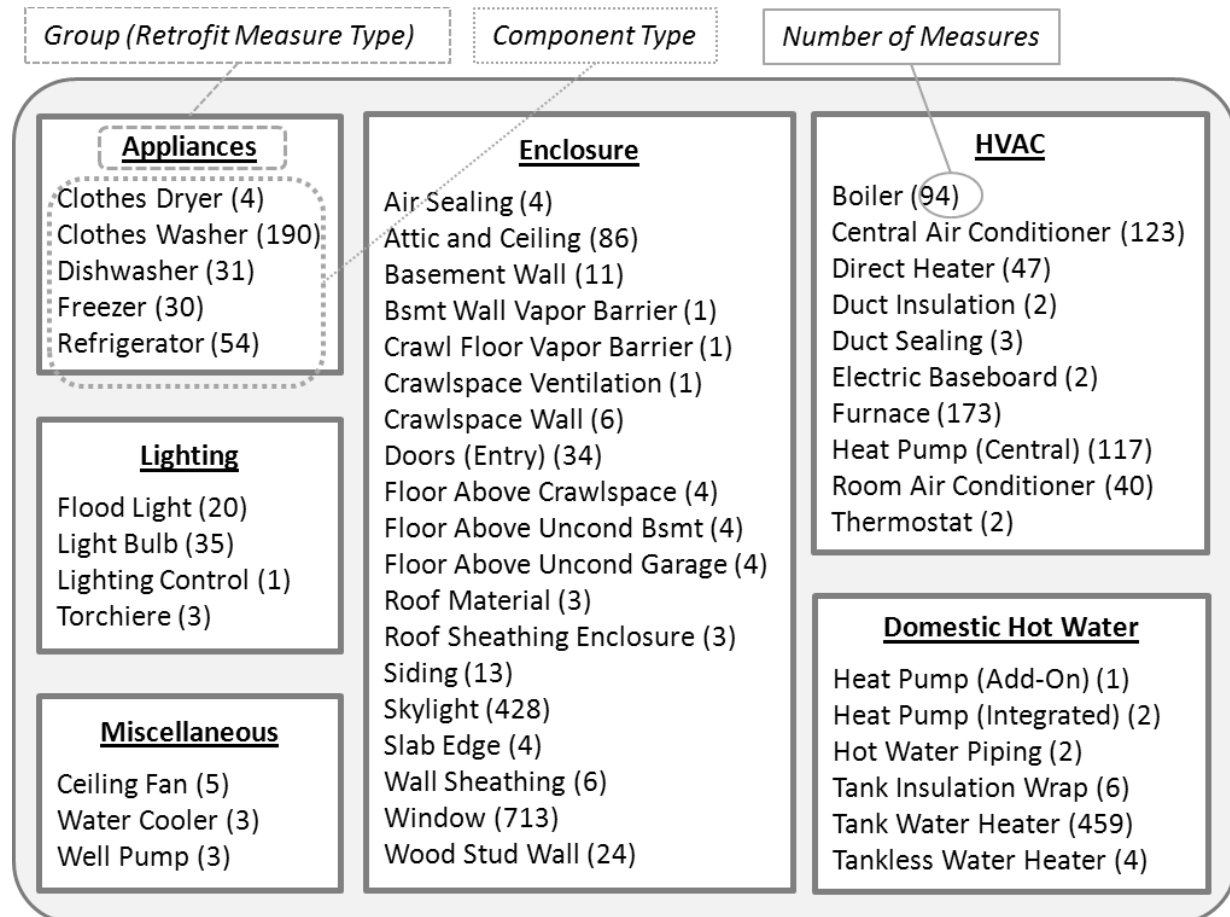 Group (Retrofit Measure Type)
Component Type
Number of Measures
Appliances
Clothes Dryer (4)
Clothes Washer (190)
Dishwasher (31)
Freezer (30)
Refrigerator (54)
Lighting
Flood Light (20)
Light Bulb (35)
Lighting Control (1)
Torchiere (3)
Miscellaneous
Ceiling Fan (5)
Water Cooler (3)
Well Pump (3)
Enclosure
Air Sealing (4)
Attic and Ceiling (86)
Basement Wall (11)
Bsmt Wall Vapor Barrier (1)
Crawl Floor Vapor Barrier (1)
Crawlspace Ventilation (1)
Crawlspace Wall (6)
Doors (Entry) (34)
Floor Above Crawlspace (4)
Floor Above Uncond Bsmt (4)
Floor Above Uncond Garage (4)
Roof Material (3)
Roof Sheathing Enclosure (3)
Siding (13)
Skylight (428)
Slab Edge (4)
Wall Sheathing (6)
Window (713)
Wood Stud Wall (24)
HVAC
Boiler (94)
Central Air Conditioner (123)
Direct Heater (47)
Duct Insulation (2)
Duct Sealing (3)
Electric Baseboard (2)
Furnace (173)
Heat Pump (Central) (117)
Room Air Conditioner (40)
Thermostat (2)
Domestic Hot Water
Heat Pump (Add-On) (1)
Heat Pump (Integrated) (2)
Hot Water Piping (2)
Tank Insulation Wrap (6)
Tank Water Heater (459)
Tankless Water Heater (4)